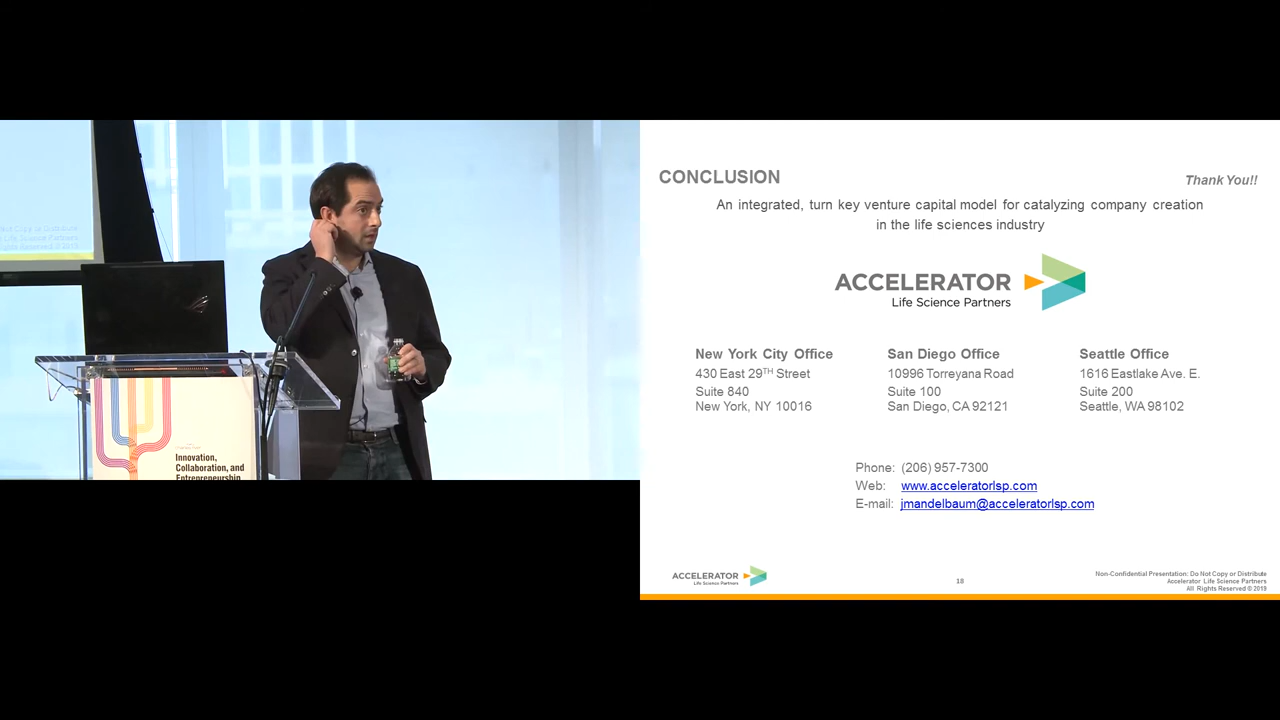 Innovation,
Collaboration, and
Entrepreneurship
CONCLUSION
Thank You!!
An integrated, turn key venture capital model for catalyzing company creation
in the life sciences industry
ACCELERATOR
Life Science Partners
New York City Office
430 East 29TH Street
Suite 840
New York, NY 10016
San Diego Office
10996 Torreyana Road
Suite 100
San Diego, CA 92121
Seattle Office
1616 Eastlake Ave. E.
Suite 200
Seattle, WA 98102
Phone: (206) 957-7300
Web: www.acceleratorlsp.com
E-mail: jmandelbaum@acceleratorlsp.com
ACCELERATOR
Life Science Partners
18
Non-Confidential Presentation: Do Not Copy or Distribute
Accelerator Life Science Partners
All Rights Reserved © 2019